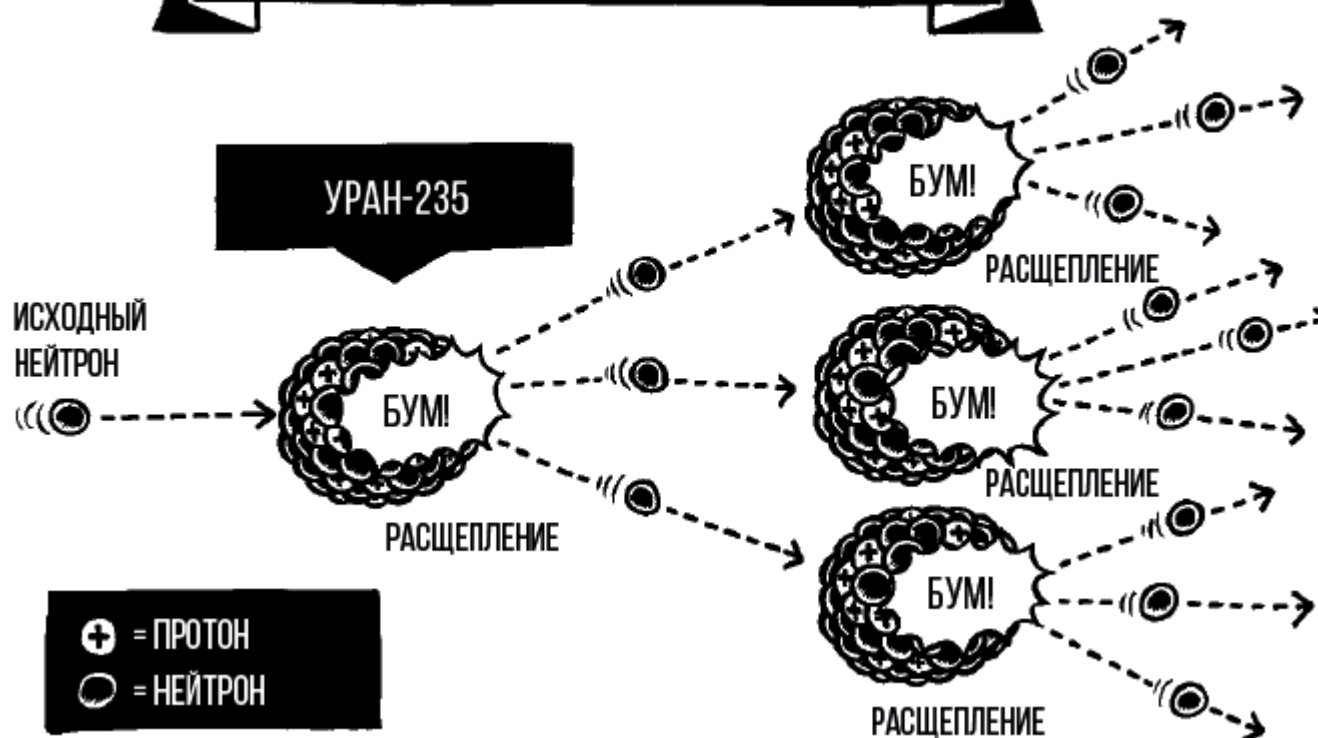 УРАН-235
ИСХОДНЫЙ
НЕЙТРОН
БУМ!
РАСЩЕПЛЕНИЕ
БУМ!
РАСЩЕПЛЕНИЕ
БУМ!
РАСЩЕПЛЕНИЕ
БУМ!
РАСЩЕПЛЕНИЕ
+ = ПРОТОН
= НЕЙТРОН